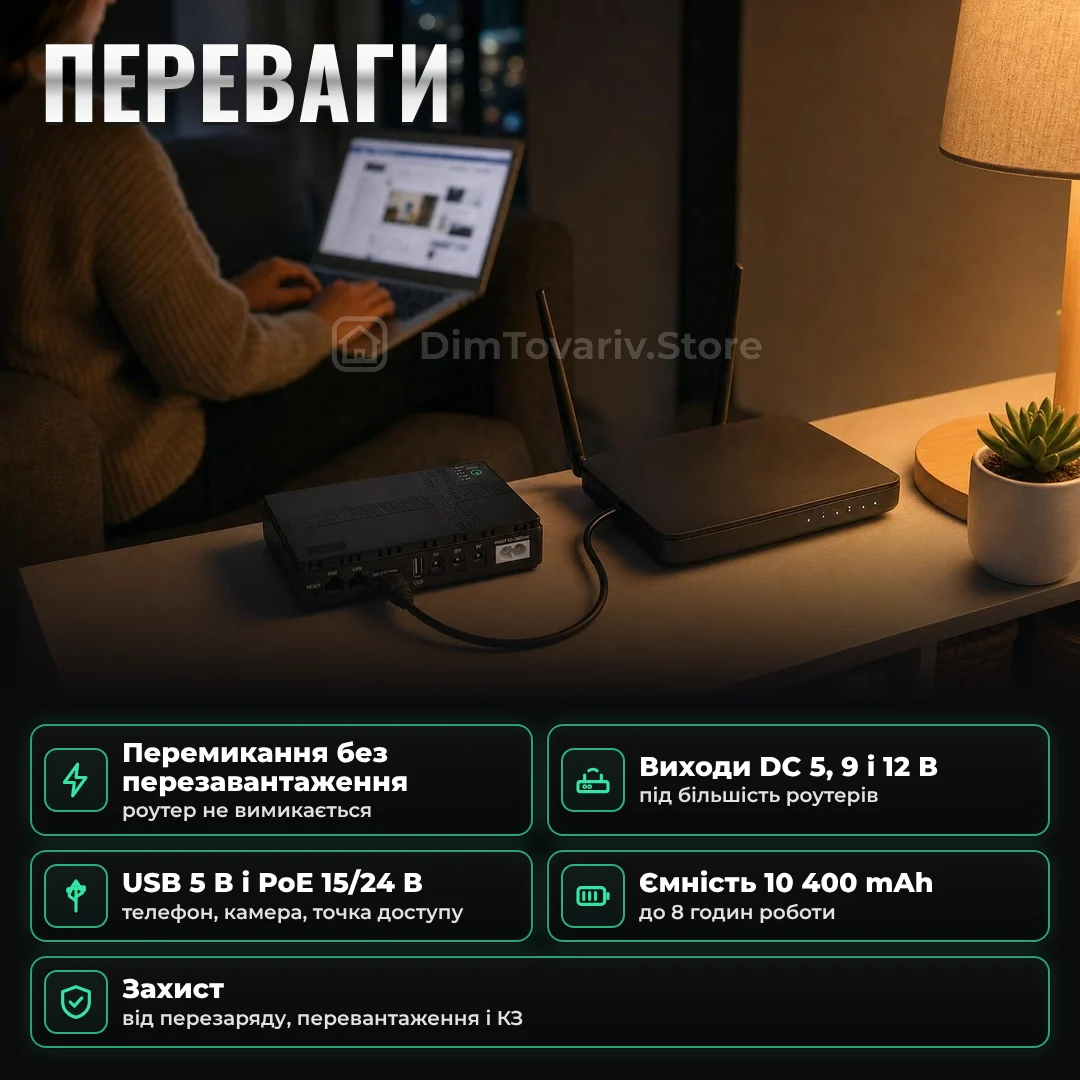 ПЕРЕВАГИ
DimTovariv.Store
Перемикання без
перезавантаження
роутер не вимикається
Виходи DC 5, 9 і 12 В
під більшість роутерів
USB 5 В і PoE 15/24 В
телефон, камера, точка доступу
Ємність 10 400 mAh
до 8 годин роботи
Захист
від перезаряду, перевантаження і КЗ